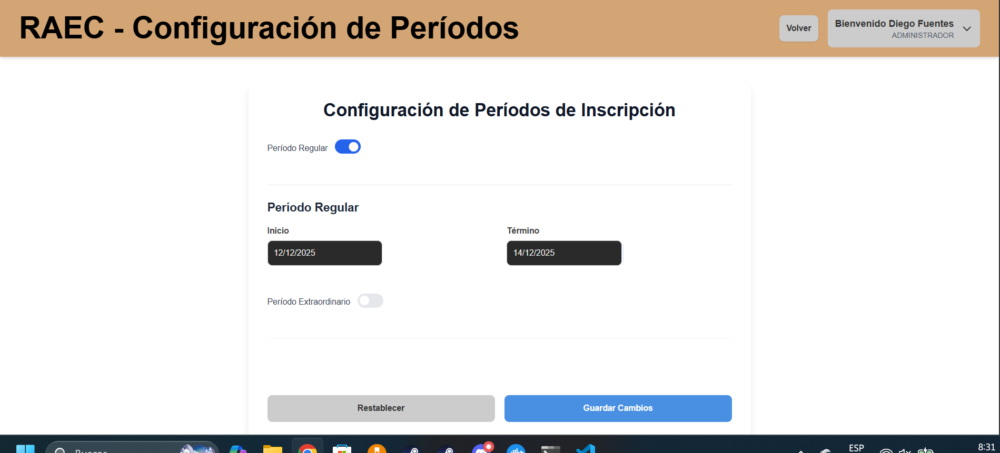 RAEC - Configuración de Períodos
Volver
Bienvenido Diego Fuentes
ADMINISTRADOR
Configuración de Períodos de Inscripción
Período Regular
Período Regular
Inicio
Término
12/12/2025
14/12/2025
Período Extraordinario
Restablecer
Guardar Cambios
Buscar
ESP
8:31